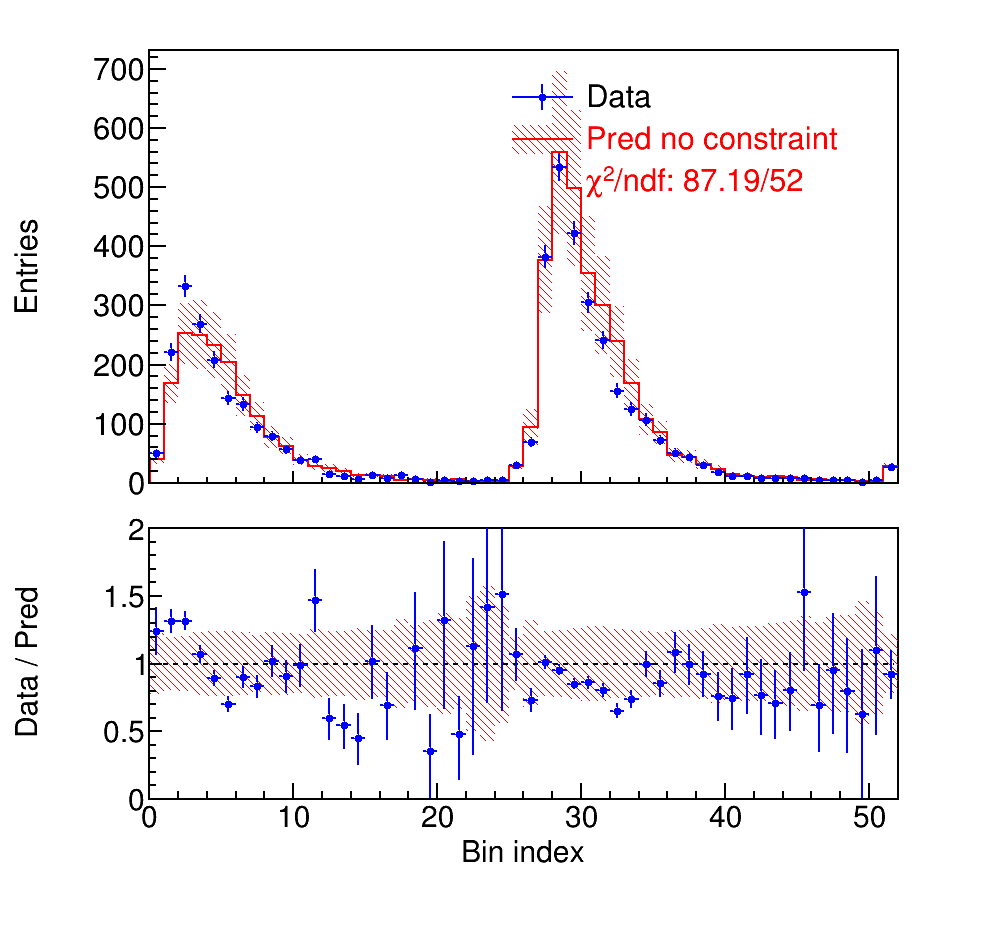 700
600
500
400
300
200
100
0
Entries
Data
Pred no constraint
χ²/ndf: 87.19/52
2
1.5
1
0.5
0
Data / Pred
0 10 20 30 40 50
Bin index